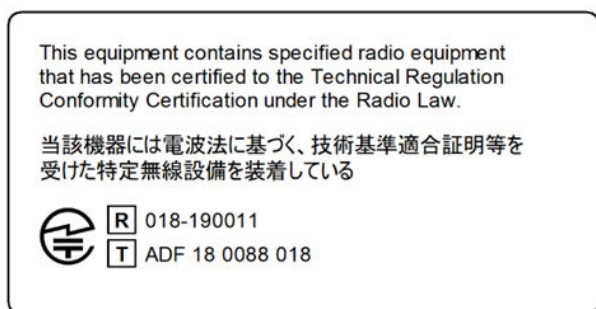 This equipment contains specified radio equipment
that has been certified to the Technical Regulation
Conformity Certification under the Radio Law.
当該機器には電波法に基づく、技術基準適合証明等を
受けた特定無線設備を装着している
R 018-190011
T ADF 18 0088 018